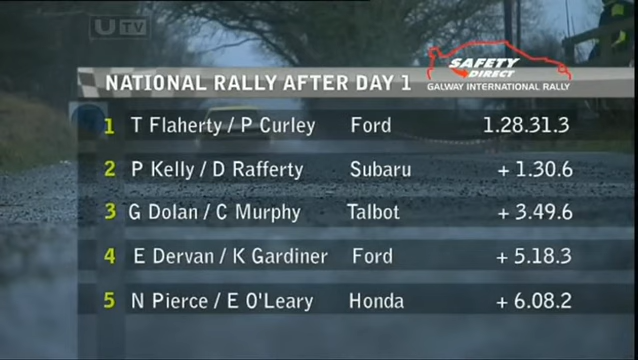 UTV
SAFETY
DIRECT
NATIONAL RALLY AFTER DAY 1
GALWAY INTERNATIONAL RALLY
1 T Flaherty / P Curley Ford 1.28.31.3
2 P Kelly / D Rafferty Subaru + 1.30.6
3 G Dolan / C Murphy Talbot + 3.49.6
4 E Dervan / K Gardiner Ford + 5.18.3
5 N Pierce / E O'Leary Honda + 6.08.2